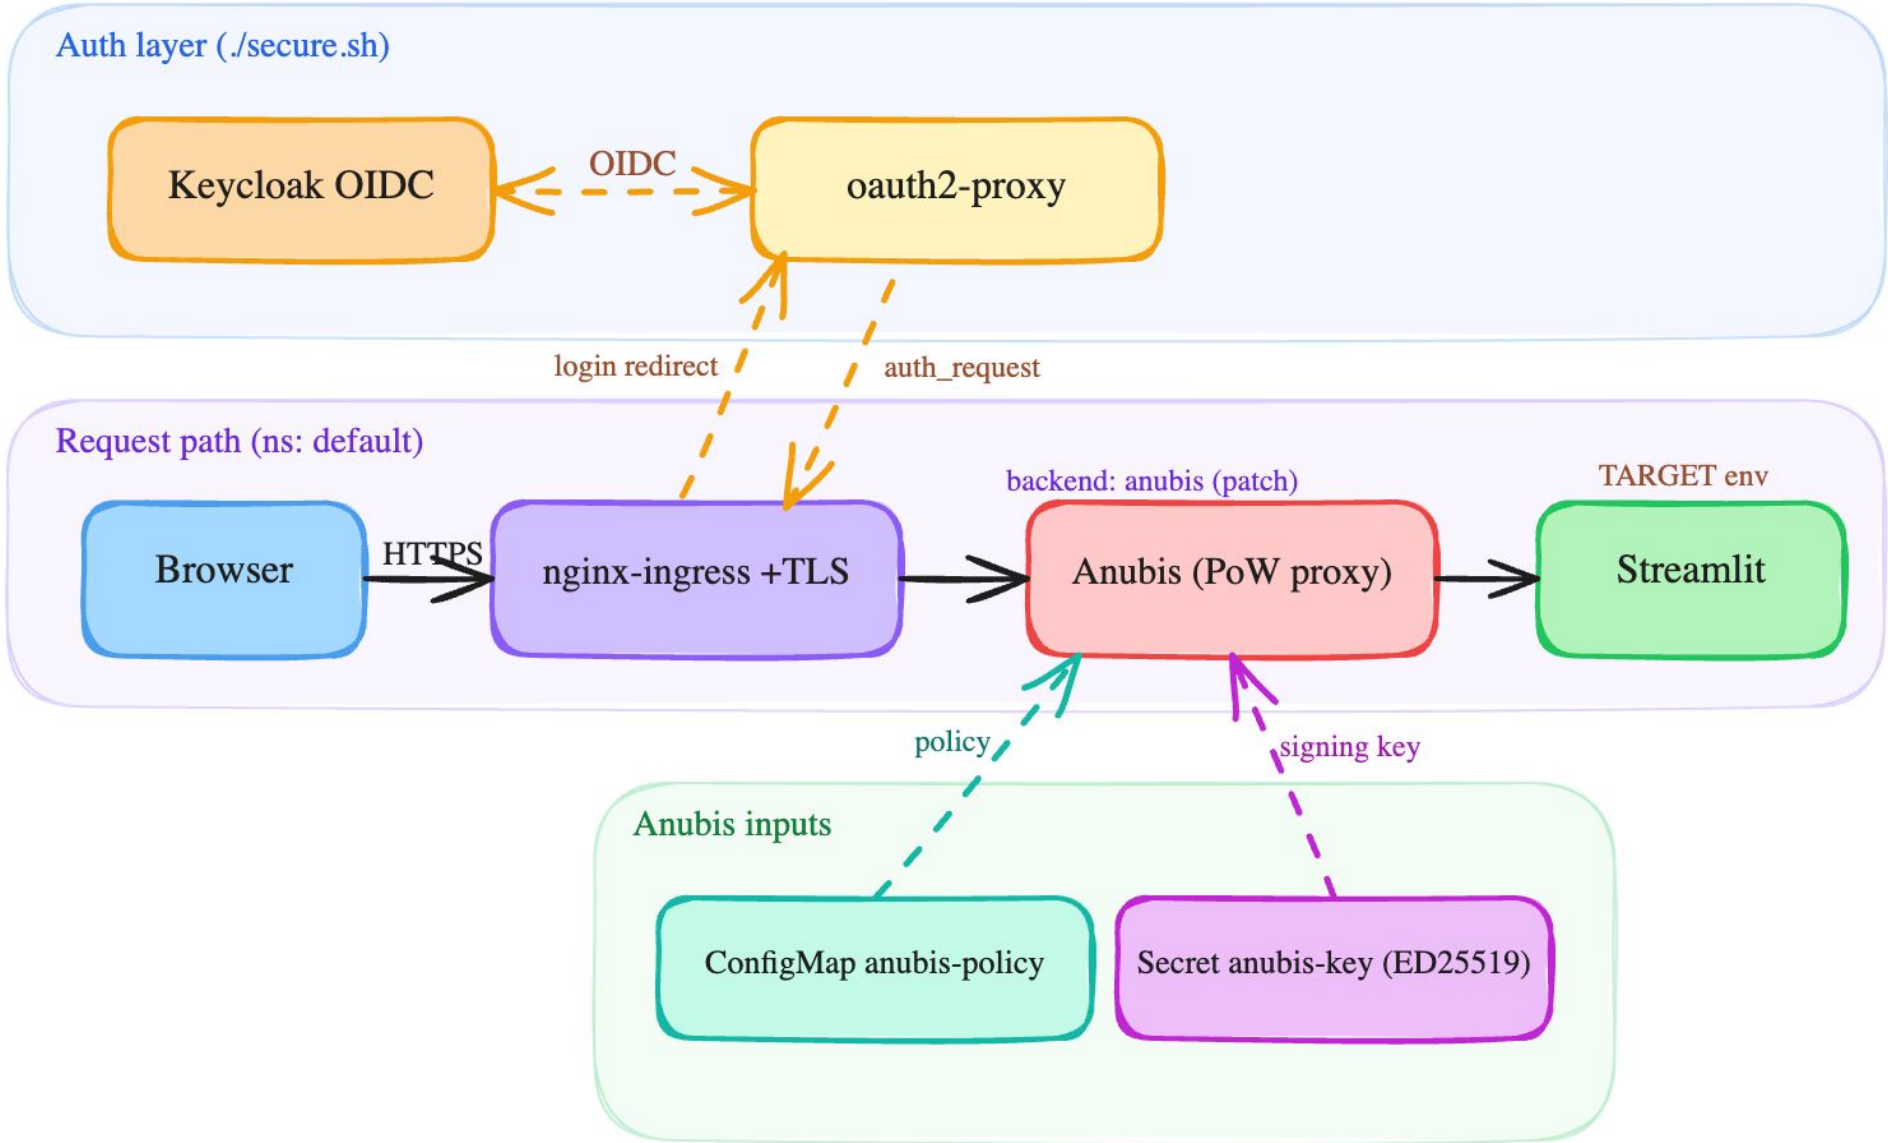 Auth layer (./secure.sh)
Keycloak OIDC
OIDC
oauth2-proxy
login redirect
auth_request
Request path (ns: default)
backend: anubis (patch)
TARGET env
Browser
HTTPS
nginx-ingress +TLS
Anubis (PoW proxy)
Streamlit
policy
signing key
Anubis inputs
ConfigMap anubis-policy
Secret anubis-key (ED25519)